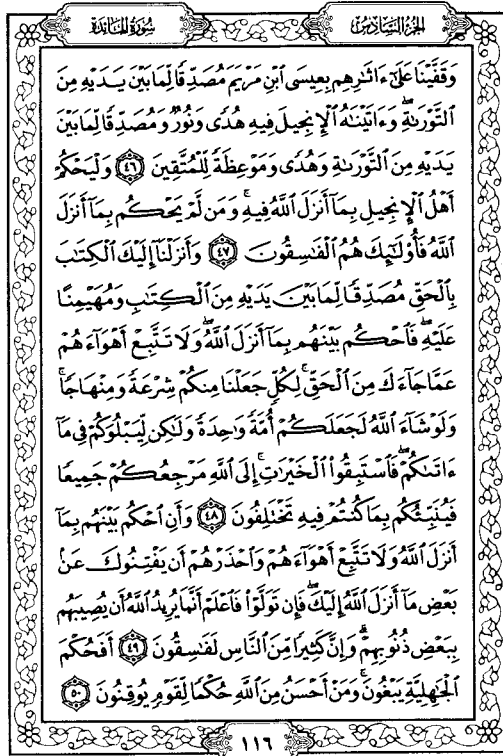 الجزء السادس
سورة المائدة
وَقَفَّيْنَا عَلَىٰٓ ءَاثَٰرِهِم بِعِيسَى ٱبْنِ مَرْيَمَ مُصَدِّقًا لِّمَا بَيْنَ يَدَيْهِ مِنَ
ٱلتَّوْرَىٰةِ ۖ وَءَاتَيْنَٰهُ ٱلْإِنجِيلَ فِيهِ هُدًى وَنُورٌ وَمُصَدِّقًا لِّمَا بَيْنَ
يَدَيْهِ مِنَ ٱلتَّوْرَىٰةِ وَهُدًى وَمَوْعِظَةً لِّلْمُتَّقِينَ ٤٦ وَلْيَحْكُمْ
أَهْلُ ٱلْإِنجِيلِ بِمَآ أَنزَلَ ٱللَّهُ فِيهِ ۚ وَمَن لَّمْ يَحْكُم بِمَآ أَنزَلَ
ٱللَّهُ فَأُو۟لَٰٓئِكَ هُمُ ٱلْفَٰسِقُونَ ٤٧ وَأَنزَلْنَآ إِلَيْكَ ٱلْكِتَٰبَ
بِٱلْحَقِّ مُصَدِّقًا لِّمَا بَيْنَ يَدَيْهِ مِنَ ٱلْكِتَٰبِ وَمُهَيْمِنًا
عَلَيْهِ ۖ فَٱحْكُم بَيْنَهُم بِمَآ أَنزَلَ ٱللَّهُ ۖ وَلَا تَتَّبِعْ أَهْوَآءَهُمْ
عَمَّا جَآءَكَ مِنَ ٱلْحَقِّ ۚ لِكُلٍّ جَعَلْنَا مِنكُمْ شِرْعَةً وَمِنْهَاجًا ۚ
وَلَوْ شَآءَ ٱللَّهُ لَجَعَلَكُمْ أُمَّةً وَٰحِدَةً وَلَٰكِن لِّيَبْلُوَكُمْ فِى مَآ
ءَاتَىٰكُمْ ۖ فَٱسْتَبِقُوا۟ ٱلْخَيْرَٰتِ ۚ إِلَى ٱللَّهِ مَرْجِعُكُمْ جَمِيعًا
فَيُنَبِّئُكُم بِمَا كُنتُمْ فِيهِ تَخْتَلِفُونَ ٤٨ وَأَنِ ٱحْكُم بَيْنَهُم بِمَآ
أَنزَلَ ٱللَّهُ وَلَا تَتَّبِعْ أَهْوَآءَهُمْ وَٱحْذَرْهُمْ أَن يَفْتِنُوكَ عَنۢ
بَعْضِ مَآ أَنزَلَ ٱللَّهُ إِلَيْكَ ۖ فَإِن تَوَلَّوْا۟ فَٱعْلَمْ أَنَّمَا يُرِيدُ ٱللَّهُ أَن يُصِيبَهُم
بِبَعْضِ ذُنُوبِهِمْ ۗ وَإِنَّ كَثِيرًا مِّنَ ٱلنَّاسِ لَفَٰسِقُونَ ٤٩ أَفَحُكْمَ
ٱلْجَٰهِلِيَّةِ يَبْغُونَ ۚ وَمَنْ أَحْسَنُ مِنَ ٱللَّهِ حُكْمًا لِّقَوْمٍ يُوقِنُونَ ٥٠
١١٦